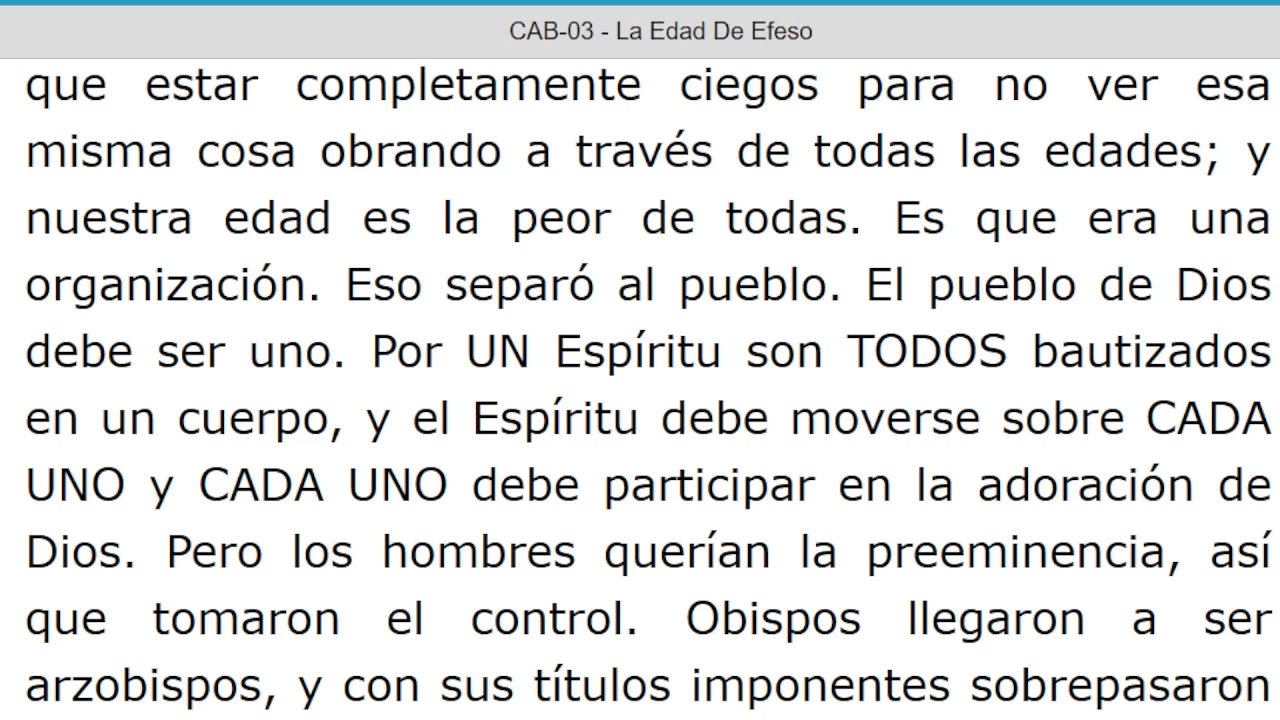 CAB-03 - La Edad De Efeso
que estar completamente ciegos para no ver esa
misma cosa obrando a través de todas las edades; y
nuestra edad es la peor de todas. Es que era una
organización. Eso separó al pueblo. El pueblo de Dios
debe ser uno. Por UN Espíritu son TODOS bautizados
en un cuerpo, y el Espíritu debe moverse sobre CADA
UNO y CADA UNO debe participar en la adoración de
Dios. Pero los hombres querían la preeminencia, así
que tomaron el control. Obispos llegaron a ser
arzobispos, y con sus títulos imponentes sobrepasaron